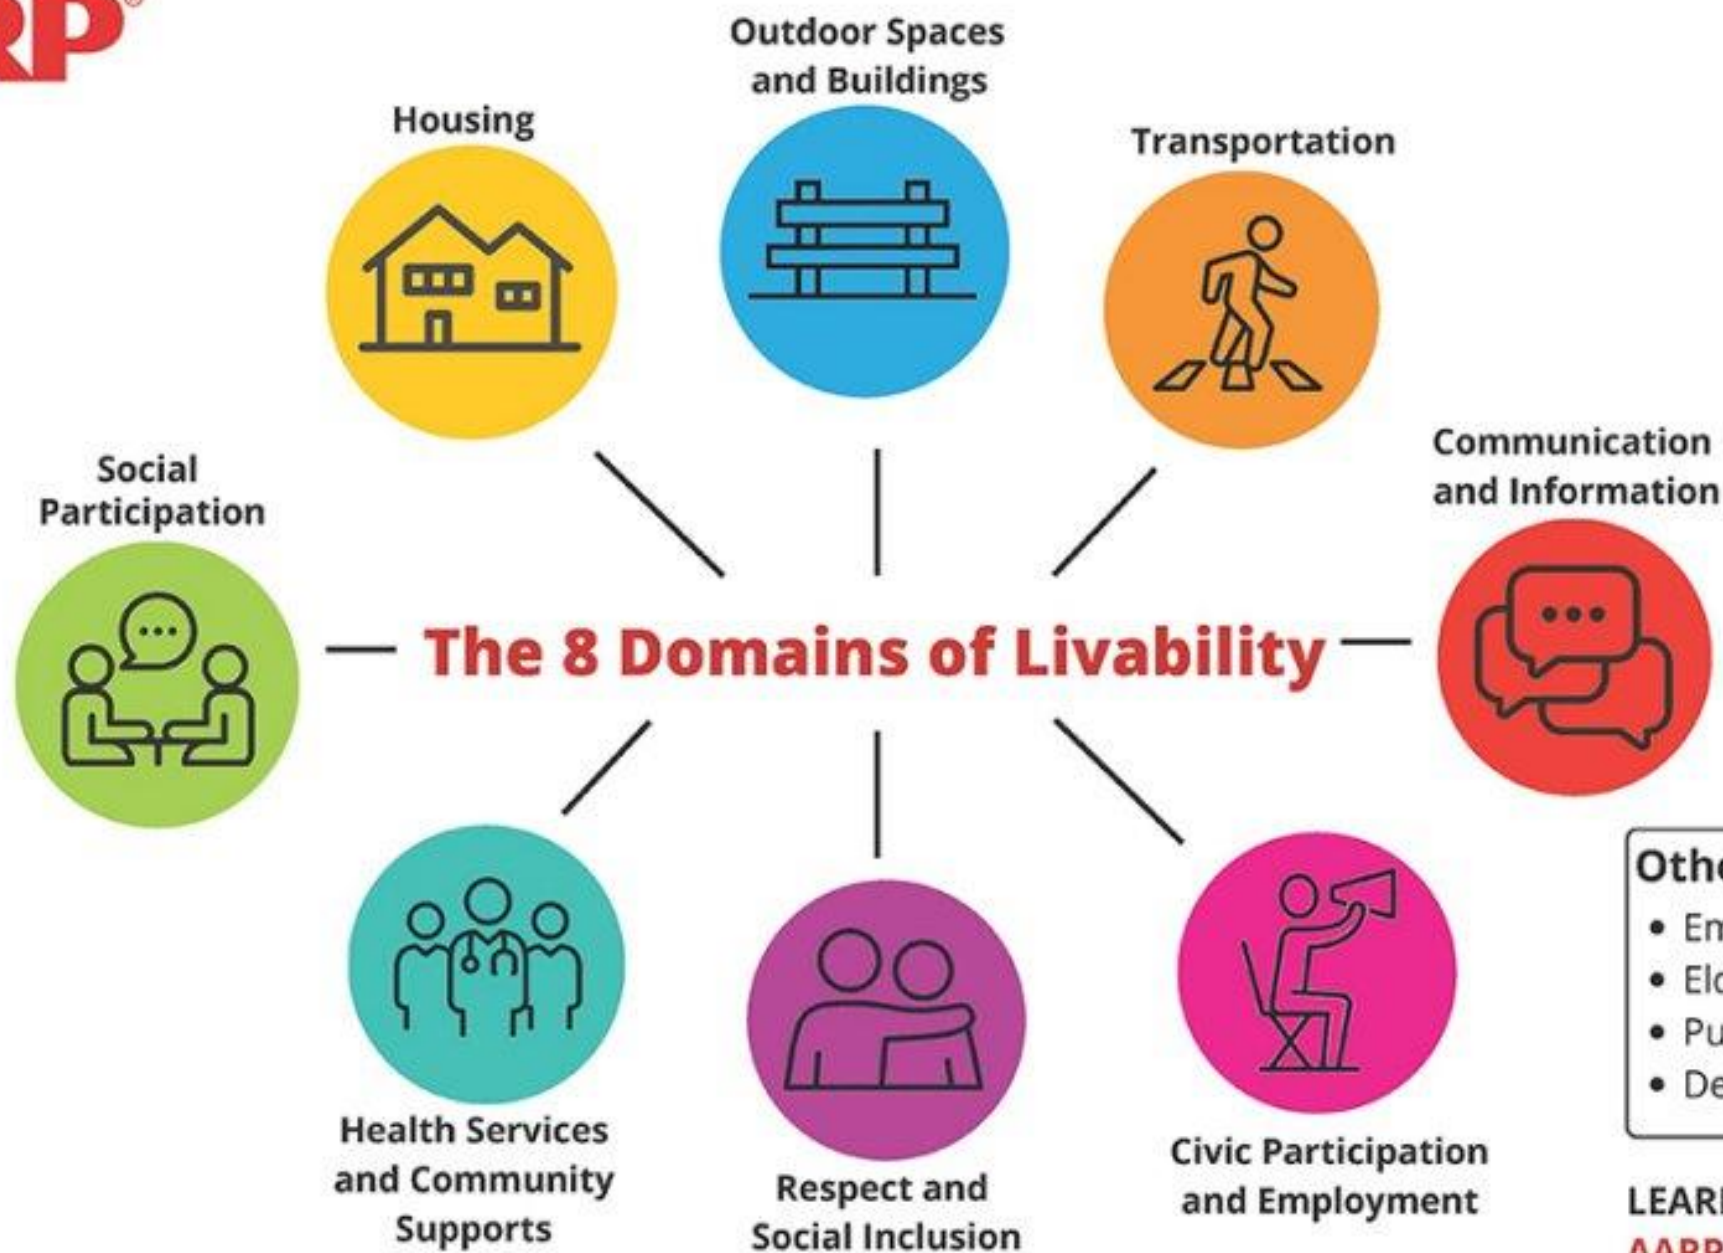 Outdoor Spaces
and Buildings
Housing
Transportation
Communication
and Information
Social
Participation
The 8 Domains of Livability
Health Services
and Community
Supports
Respect and
Social Inclusion
Civic Participation
and Employment